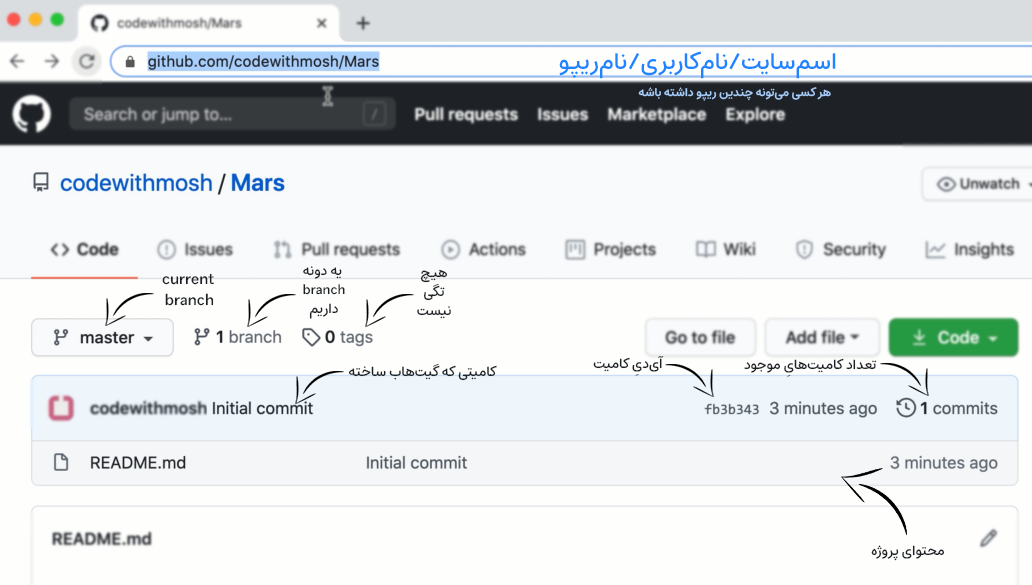 codewithmosh/Mars
github.com/codewithmosh/Mars
اسم‌سایت/نام‌کاربری/نام‌ریپو
هر کسی می‌تونه چندین ریپو داشته باشه
Search or jump to... /
Pull requests Issues Marketplace Explore
codewithmosh / Mars
Unwatch
Code Issues Pull requests Actions Projects Wiki Security Insights
current
branch
یه دونه
branch
داریم
هیچ
تگی
نیست
master 1 branch 0 tags Go to file Add file Code
کامیتی که گیت‌هاب ساخته
آی‌دیِ کامیت
تعداد کامیت‌هایِ موجود
codewithmosh Initial commit fb3b343 3 minutes ago 1 commits
README.md Initial commit 3 minutes ago
README.md
محتوای پروژه